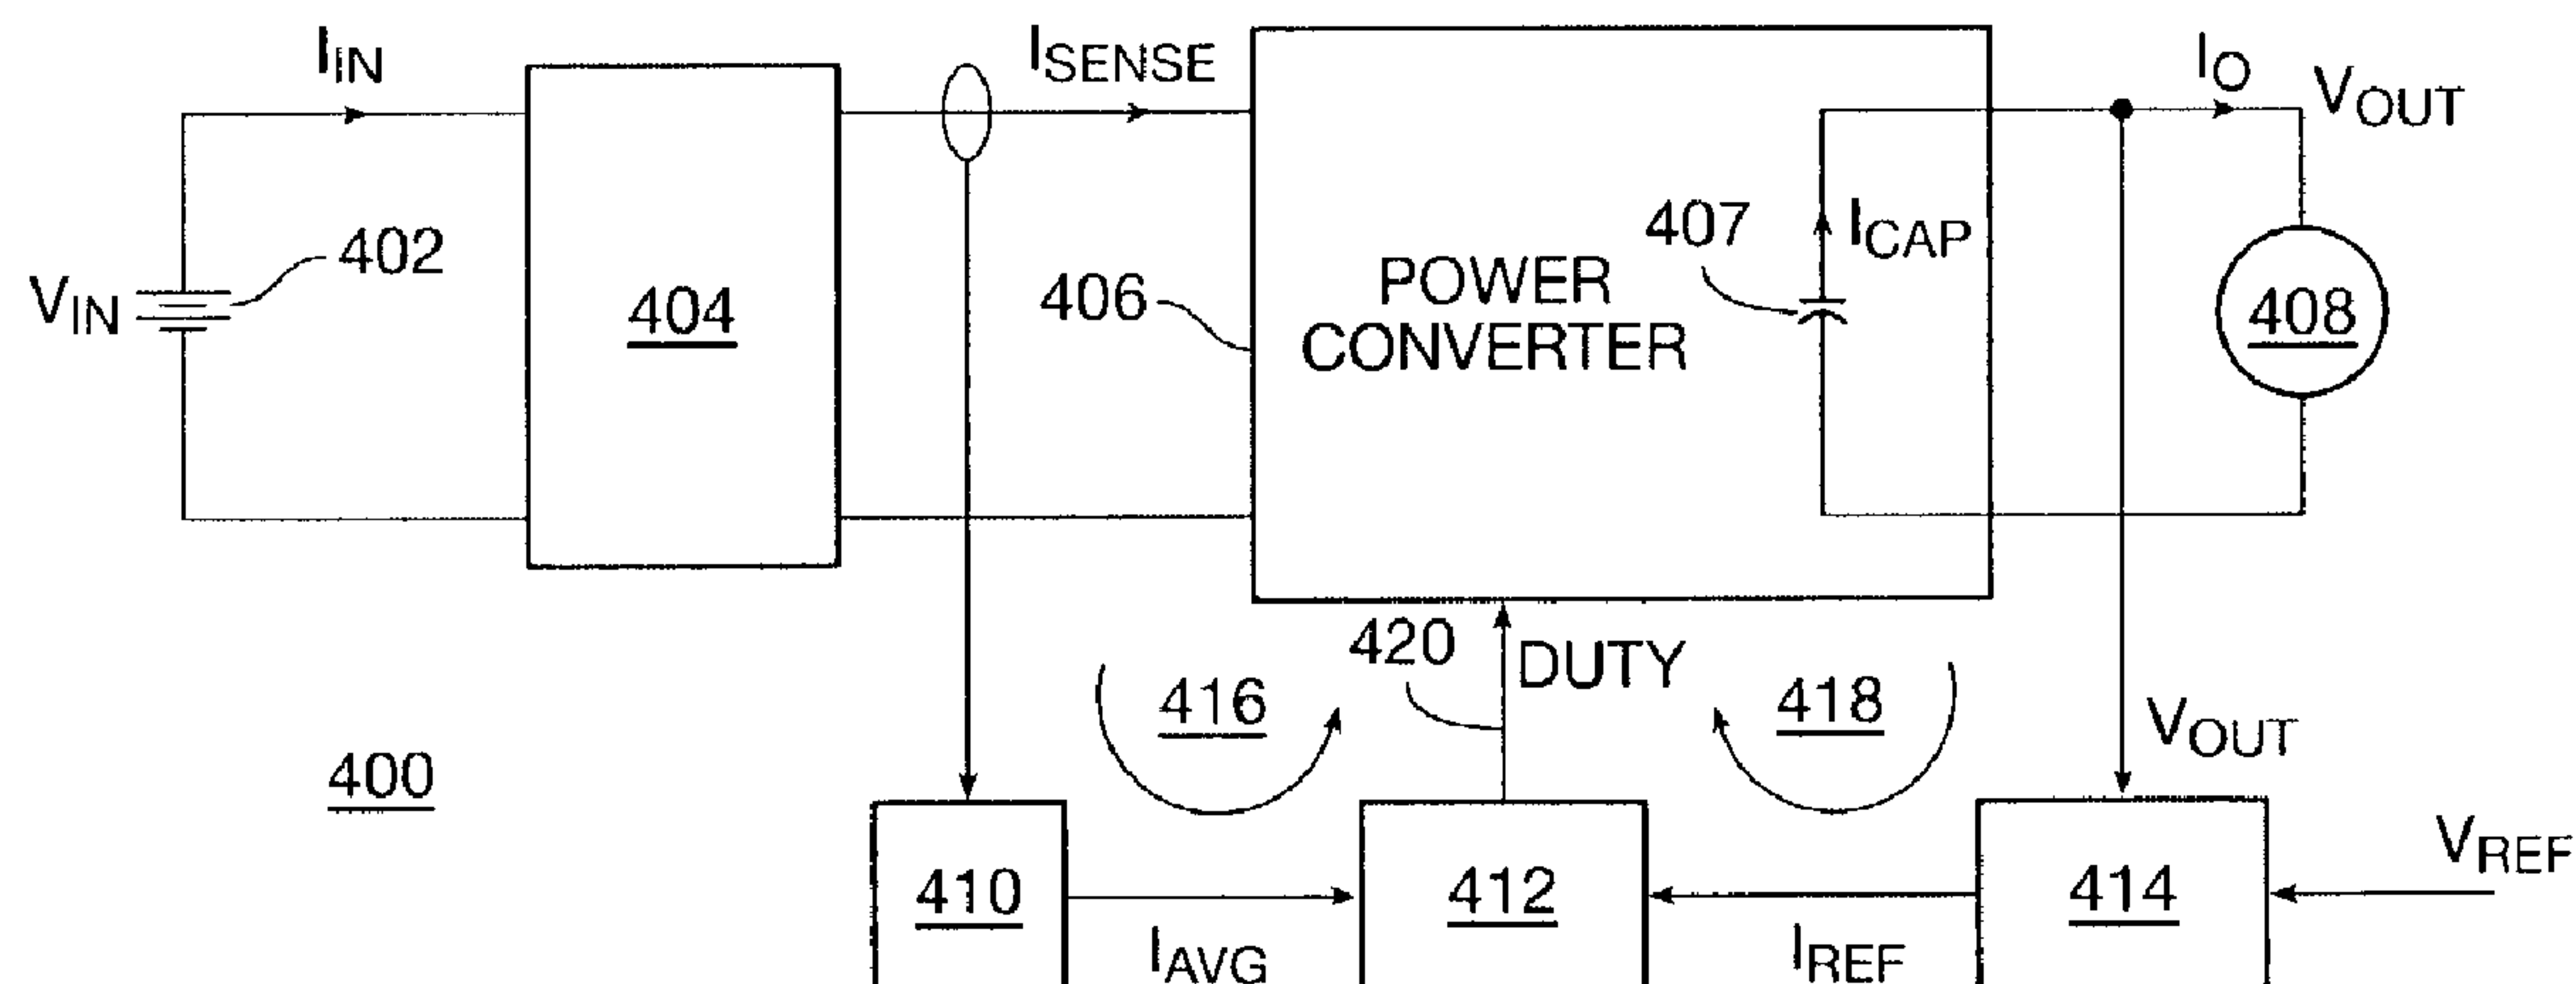 I_IN
I_SENSE
I_O
V_OUT
402
V_IN
404
406
POWER
CONVERTER
407
I_CAP
408
420
DUTY
416
418
V_OUT
400
410
I_AVG
412
I_REF
414
V_REF